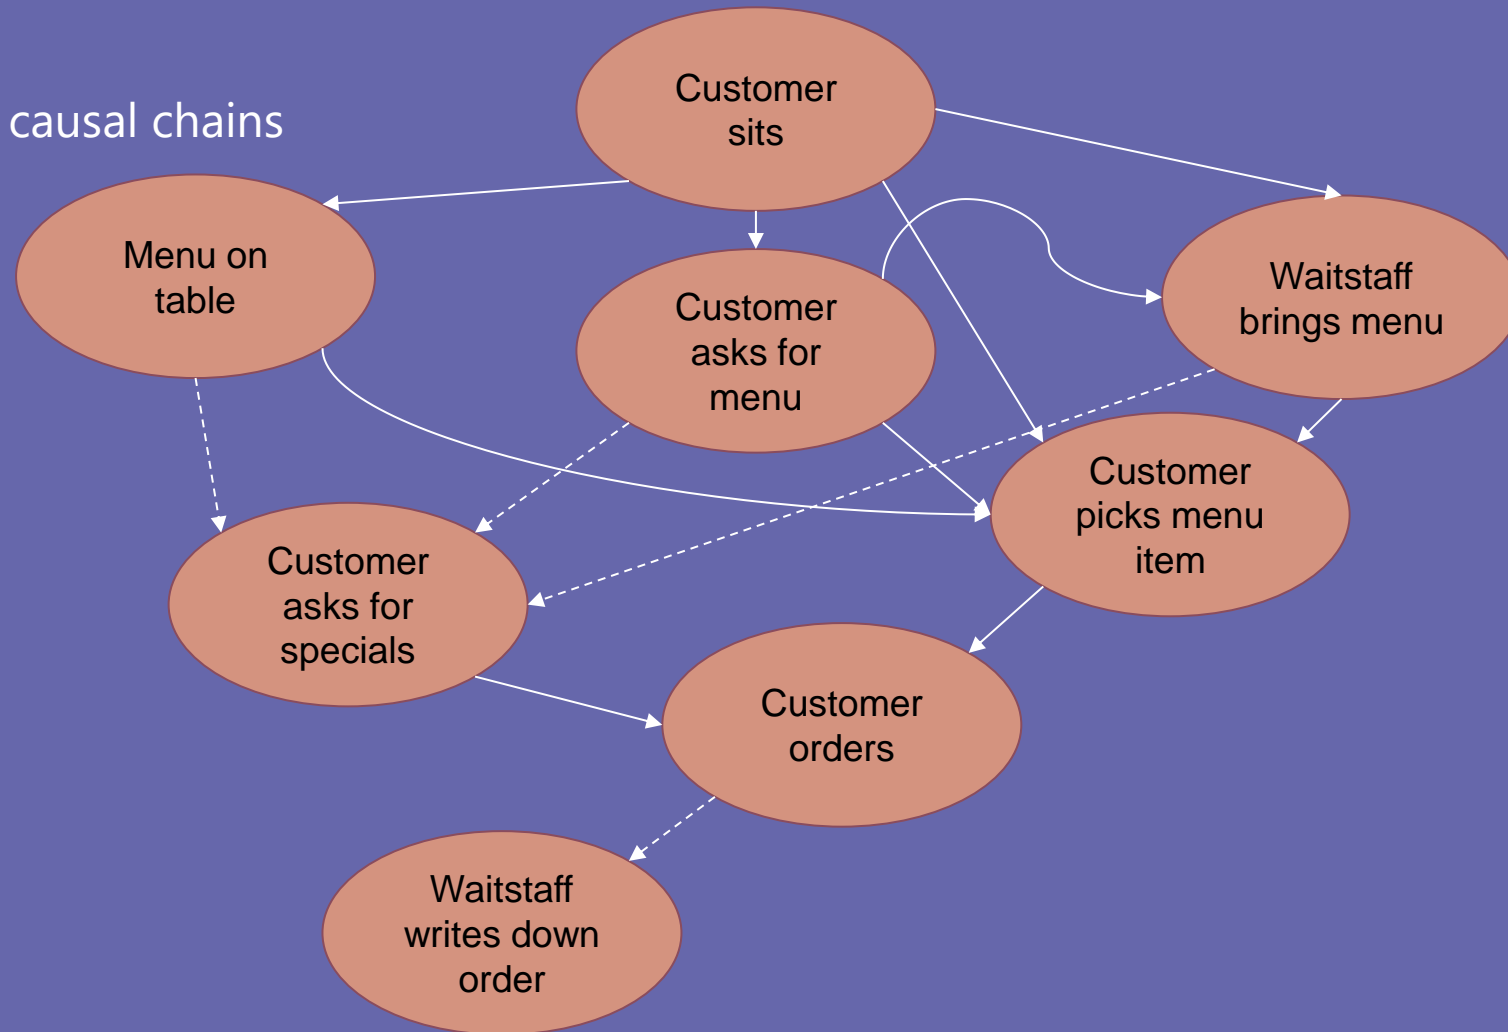 causal chains
Customer
sits
Menu on
table
Customer
asks for
menu
Waitstaff
brings menu
Customer
picks menu
item
Customer
asks for
specials
Customer
orders
Waitstaff
writes down
order